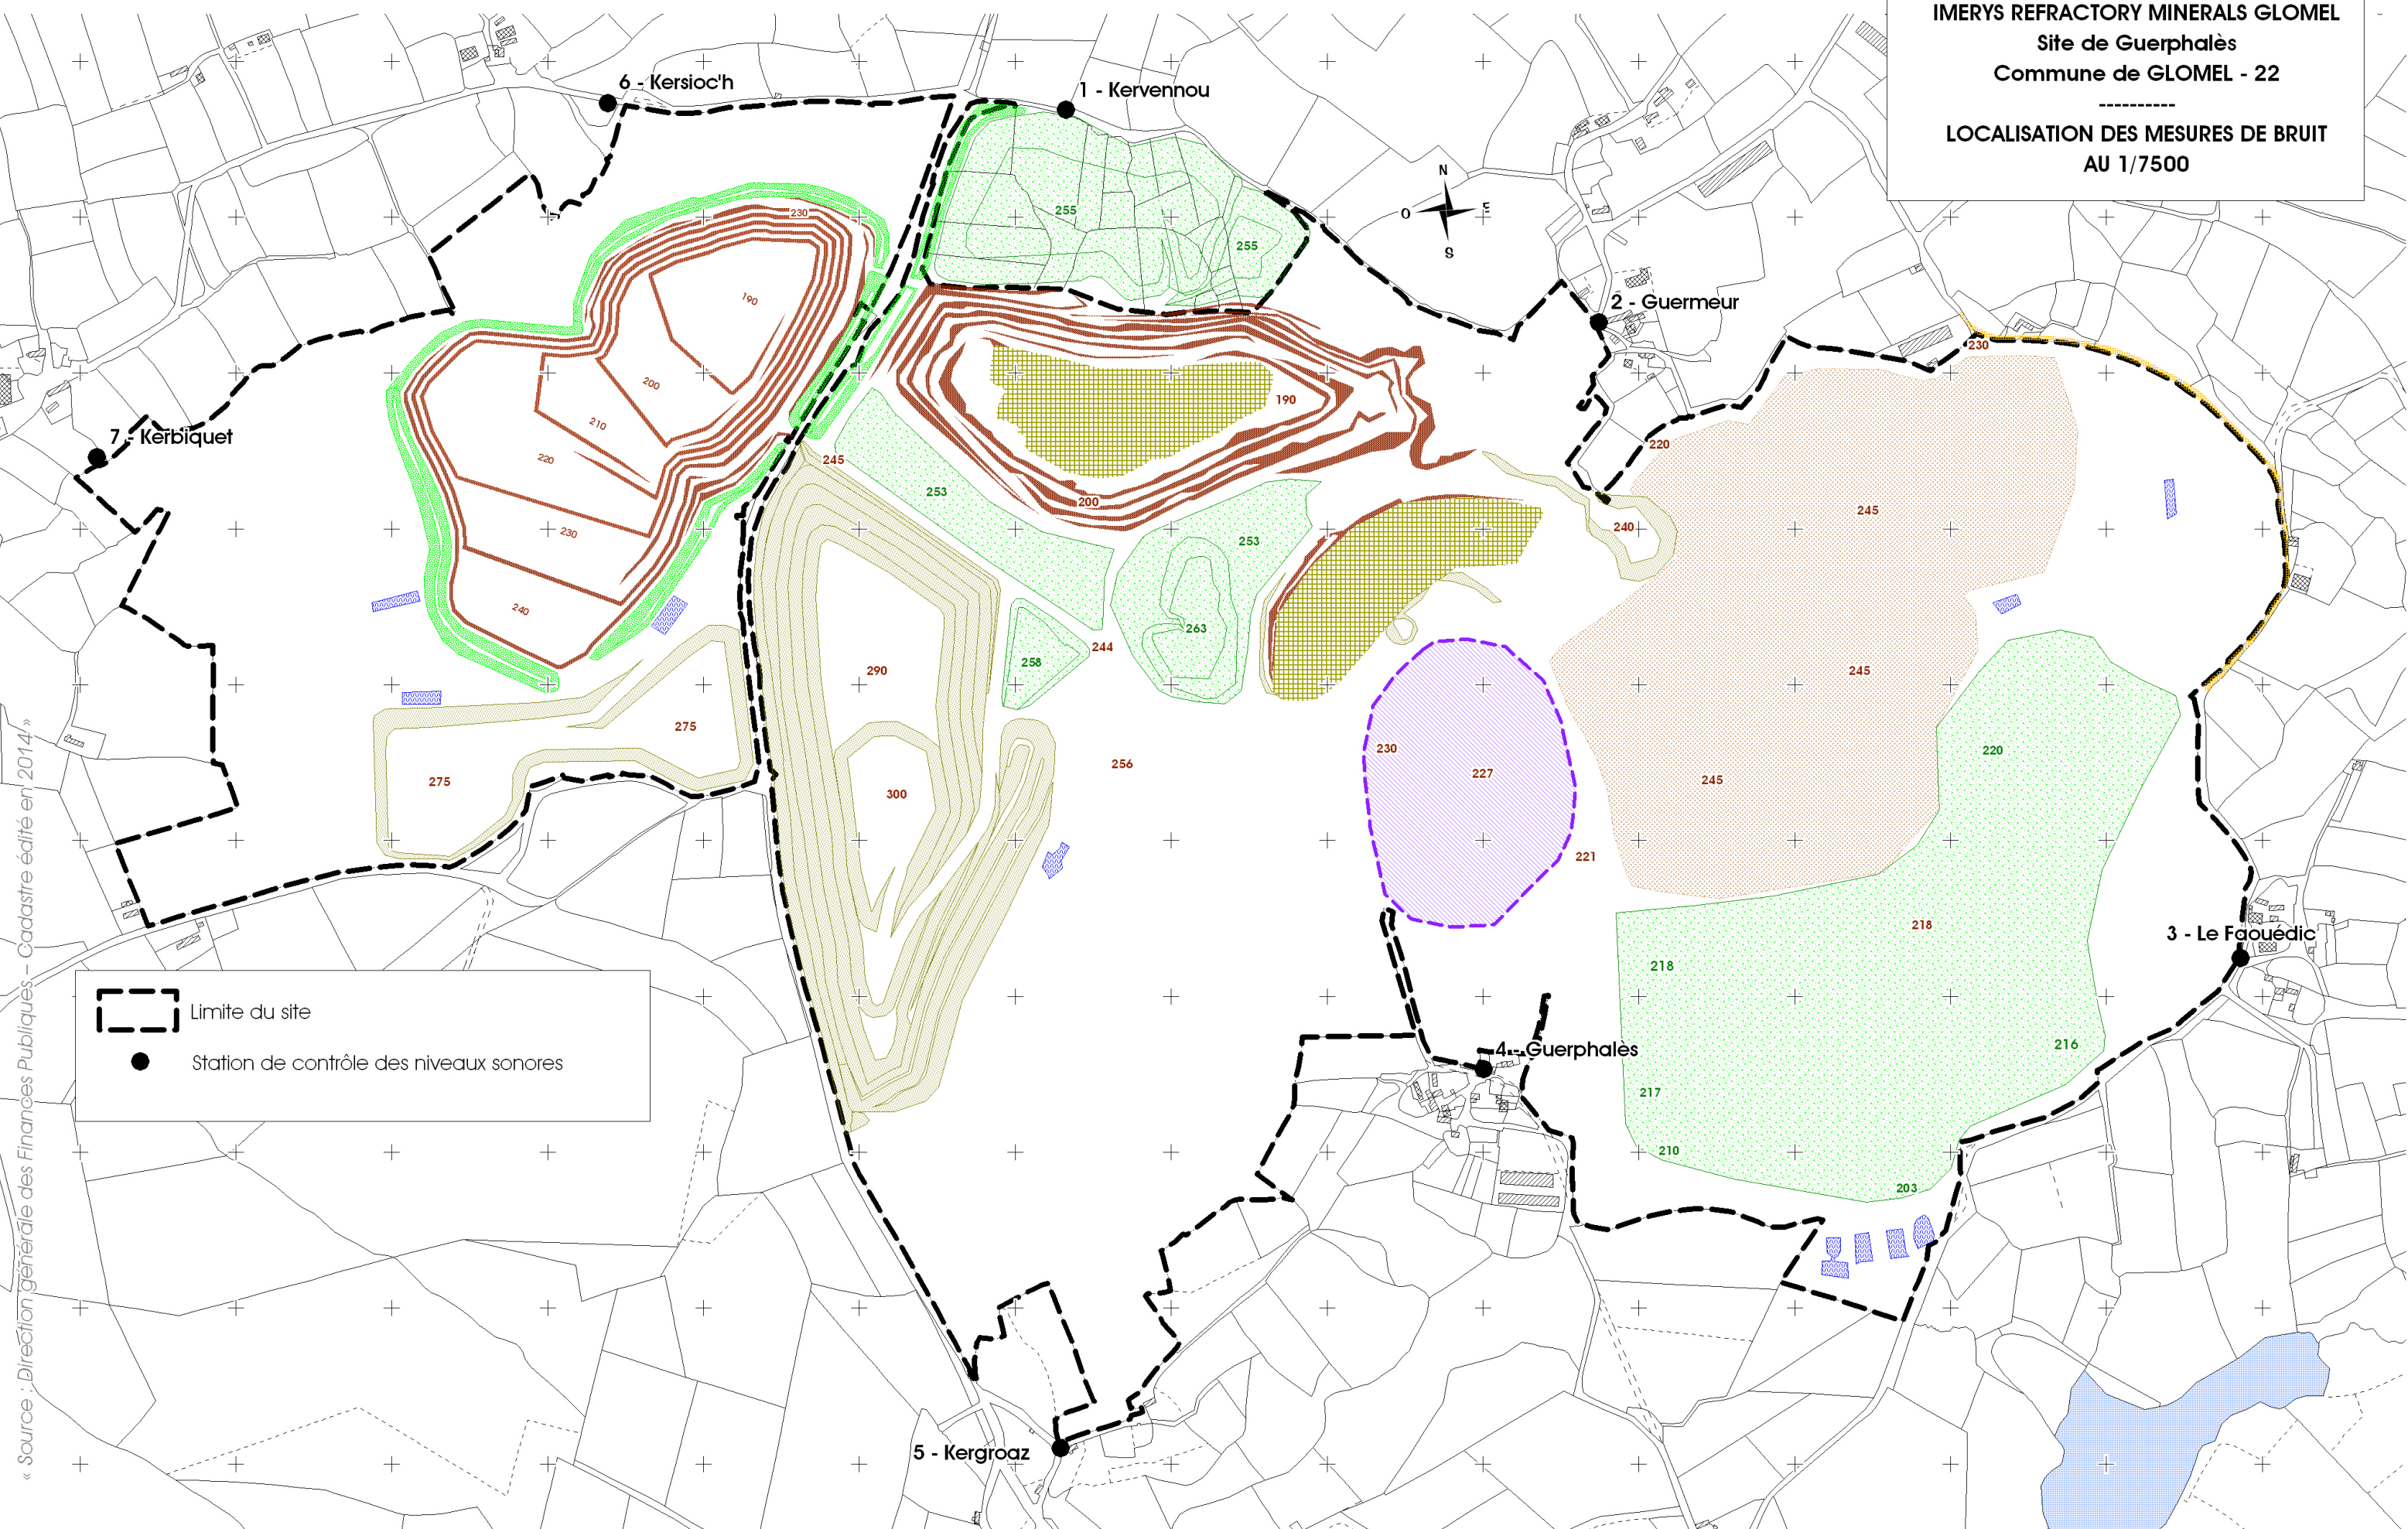 IMERYS REFRACTORY MINERALS GLOMEL
Site de Guerphalès
Commune de GLOMEL - 22
----------
LOCALISATION DES MESURES DE BRUIT
AU 1/7500
6 - Kersioc'h
1 - Kervennou
N
O
E
S
230
255
255
190
2 - Guermeur
230
200
190
210
7 - Kerbiquet
220
245
220
253
200
245
230
240
253
240
263
244
258
290
245
275
230
220
256
227
275
245
300
221
218
3 - Le Faouédic
218
Limite du site
216
4 - Guerphalès
Station de contrôle des niveaux sonores
217
210
203
5 - Kergroaz
« Source : Direction générale des Finances Publiques – Cadastre édité en 2014 »